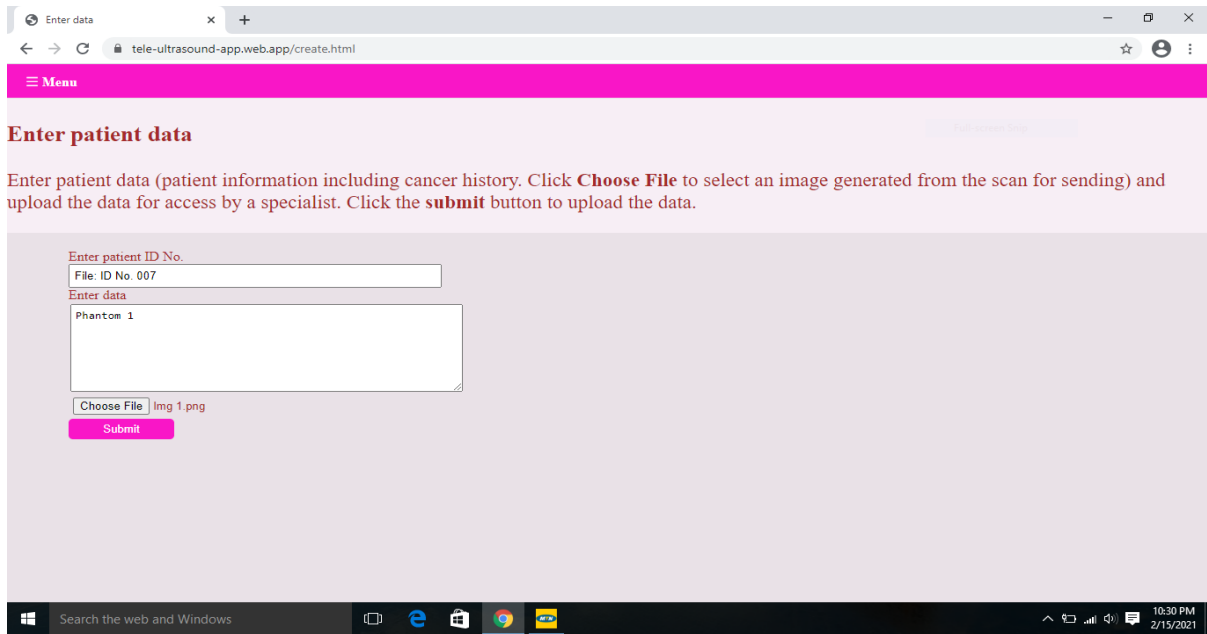 Enter data
tele-ultrasound-app.web.app/create.html
☰ Menu
Enter patient data
Enter patient data (patient information including cancer history. Click Choose File to select an image generated from the scan for sending) and
upload the data for access by a specialist. Click the submit button to upload the data.
Enter patient ID No.
File: ID No. 007
Enter data
Phantom 1
Choose File Img 1.png
Submit
Search the web and Windows
MTN
10:30 PM
2/15/2021